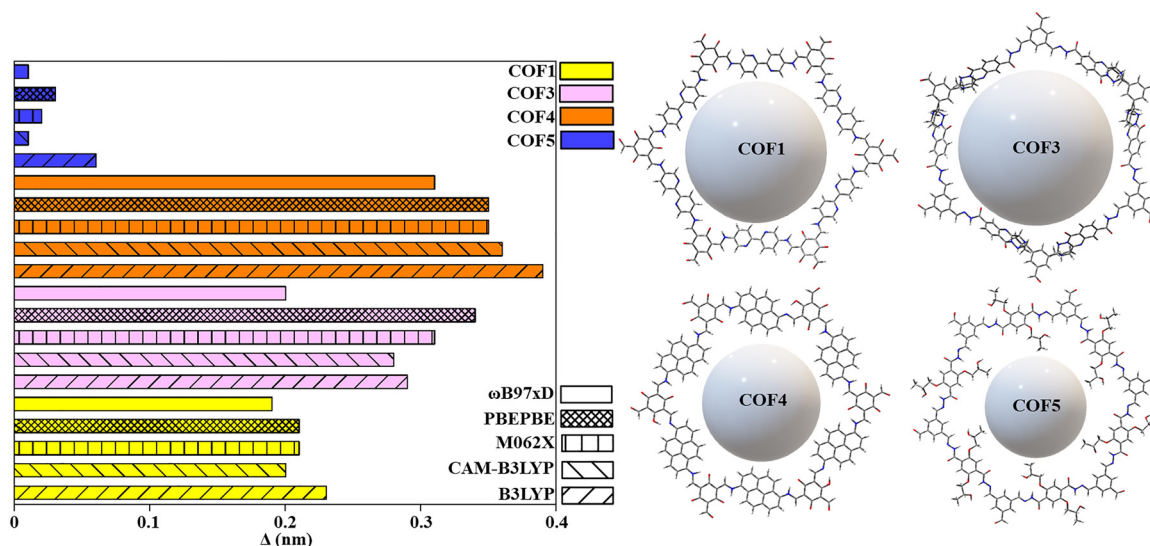 COF1
COF3
COF4
COF5
ωB97xD
PBEPBE
M062X
CAM-B3LYP
B3LYP
0 0.1 0.2 0.3 0.4
Δ (nm)
COF1
COF3
COF4
COF5